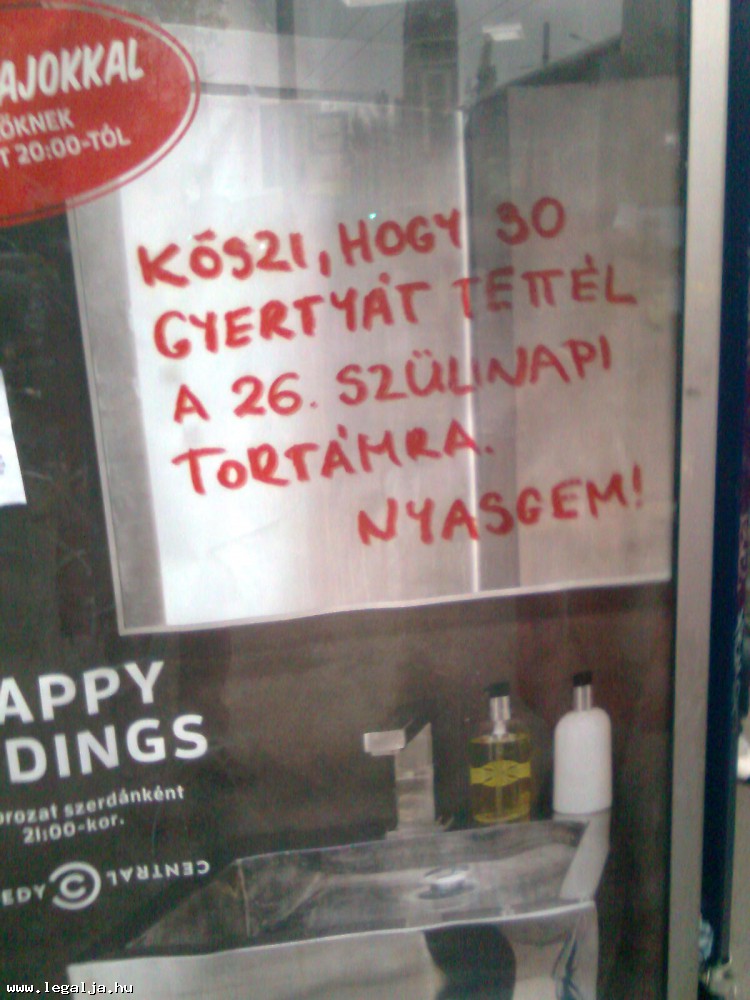 AJOKKAL
ŐKNEK
T 20:00-TÓL
KŐSZI, HOGY 30
GYERTYÁT TETTÉL
A 26. SZÜLINAPI
TORTÁMRA.
NYASGEM!
APPY
DINGS
orozat szerdánként
21:00-kor.
EDY CENTRAL
www.legalja.hu